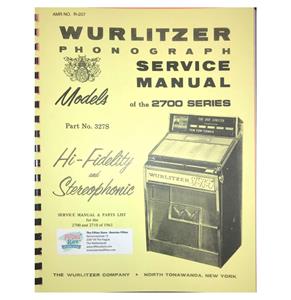 AMR NO. R-207
WURLITZER
PHONOGRAPH
SERVICE
MANUAL
Models
of the 2700 SERIES
Part No. 327S
Hi-Fidelity
and
Stereophonic
SERVICE MANUAL & PARTS LIST
for the
2700 and 2710 of 1963
WURLITZER
THE WURLITZER COMPANY • NORTH TONAWANDA, NEW YORK